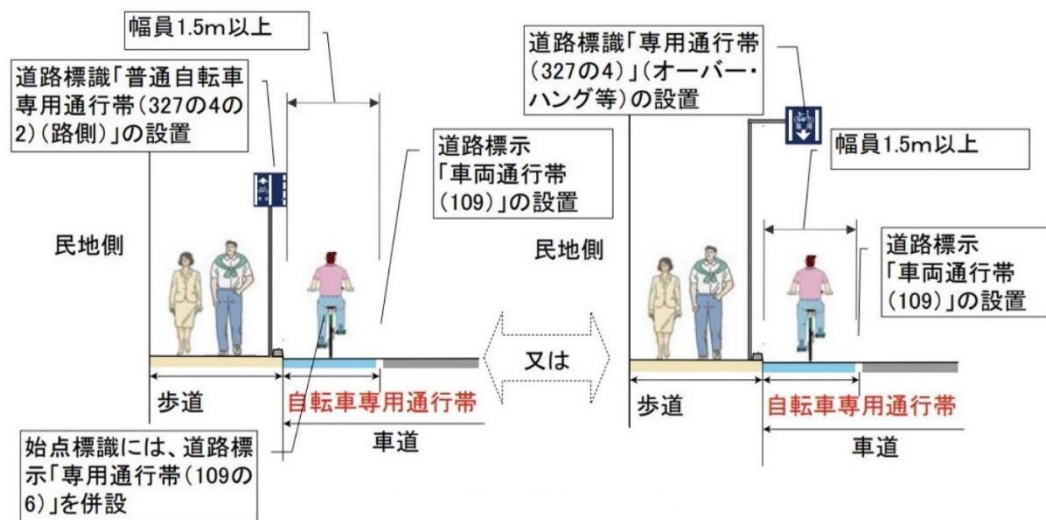 幅員1.5m以上
道路標識「普通自転車
専用通行帯(327の4の
2)(路側)」の設置
道路標示
「車両通行帯
(109)」の設置
民地側
歩道
自転車専用通行帯
車道
始点標識には、道路標
示「専用通行帯(109の
6)」を併設
又は
道路標識「専用通行帯
(327の4)」(オーバー・
ハング等)の設置
幅員1.5m以上
道路標示
「車両通行帯
(109)」の設置
民地側
歩道
自転車専用通行帯
車道